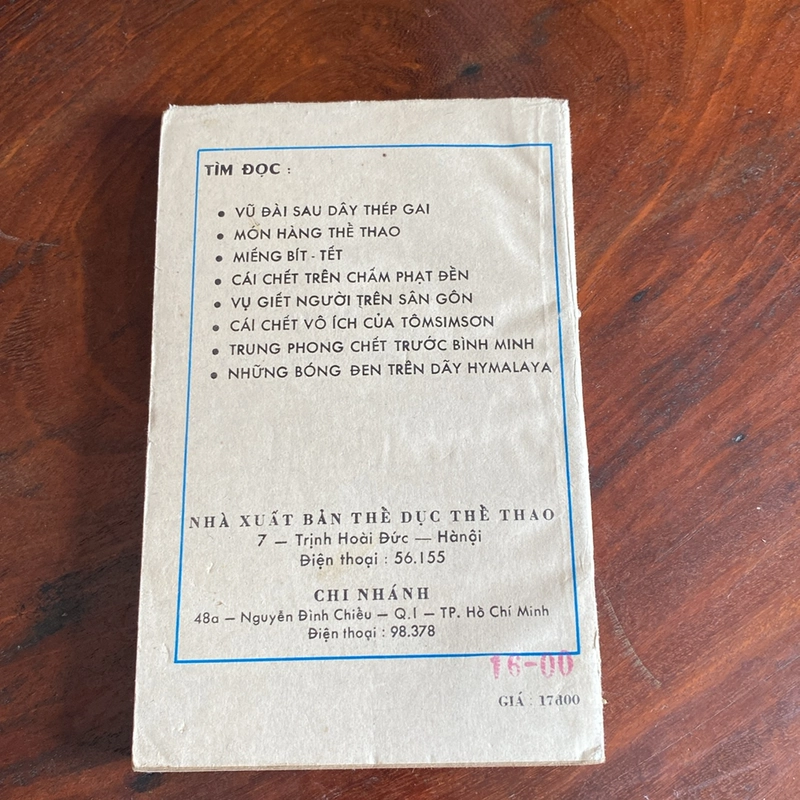 TÌM ĐỌC :
• VŨ ĐÀI SAU DÂY THÉP GAI
• MÓN HÀNG THỂ THAO
• MIẾNG BÍT - TẾT
• CÁI CHẾT TRÊN CHẤM PHẠT ĐỀN
• VỤ GIẾT NGƯỜI TRÊN SÂN GÔN
• CÁI CHẾT VÔ ÍCH CỦA TÔMSIMSƠN
• TRUNG PHONG CHẾT TRƯỚC BÌNH MINH
• NHỮNG BÓNG ĐEN TRÊN DÃY HYMALAYA
NHÀ XUẤT BẢN THỂ DỤC THỂ THAO
7 — Trịnh Hoài Đức — Hànội
Điện thoại : 56.155
CHI NHÁNH
48a — Nguyễn Đình Chiểu — Q.I — TP. Hồ Chí Minh
Điện thoại : 98.378
16-00
GIÁ : 17đ00